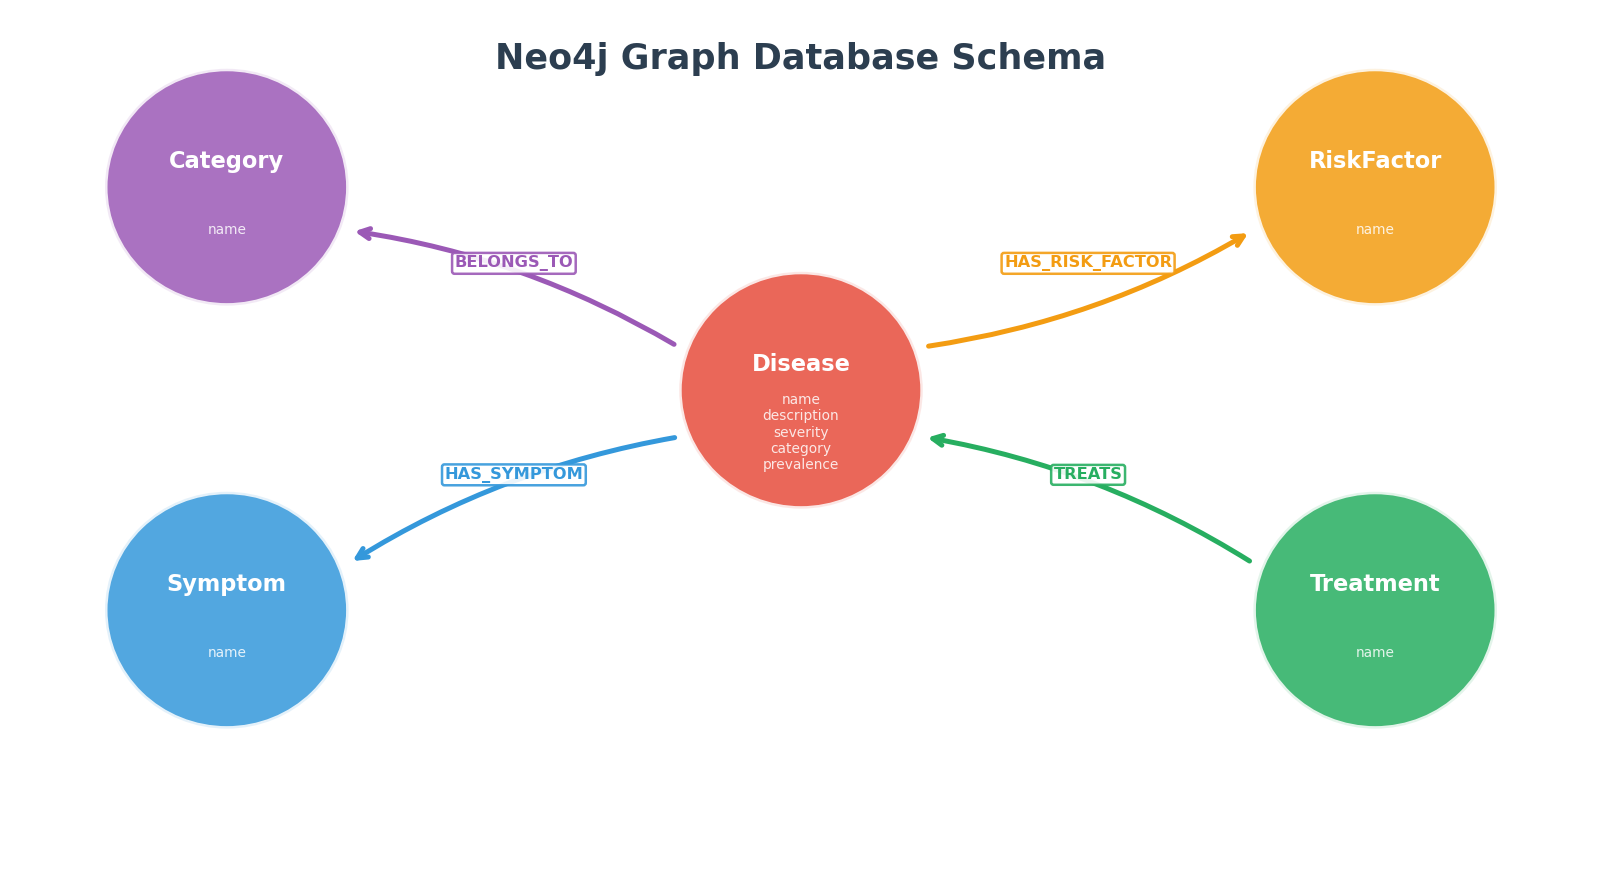 Neo4j Graph Database Schema
Category
name
RiskFactor
name
BELONGS_TO
HAS_RISK_FACTOR
Disease
name
description
severity
category
prevalence
HAS_SYMPTOM
TREATS
Symptom
name
Treatment
name